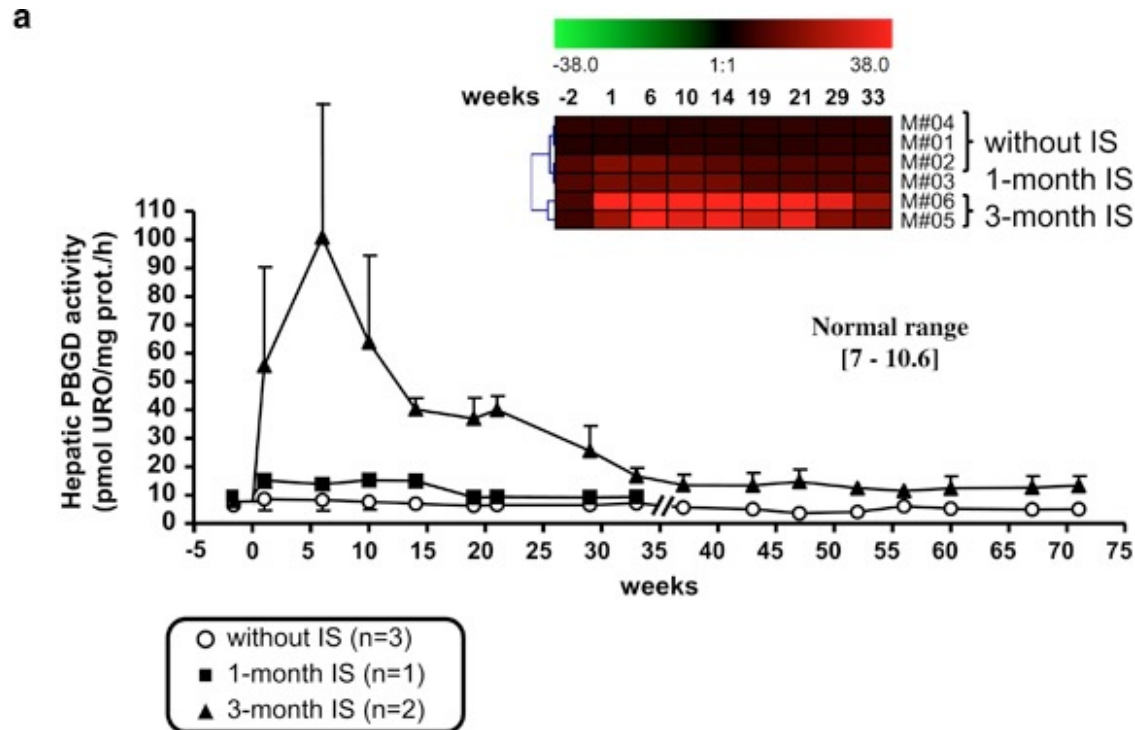 a
-38.0 1:1 38.0
weeks -2 1 6 10 14 19 21 29 33
M#04
M#01
M#02
M#03
M#06
M#05
without IS
1-month IS
3-month IS
Hepatic PBGD activity
(pmol URO/mg prot./h)
110
100
90
80
70
60
50
40
30
20
10
0
Normal range
[7 - 10.6]
-5 0 5 10 15 20 25 30 35 40 45 50 55 60 65 70 75
weeks
without IS (n=3)
1-month IS (n=1)
3-month IS (n=2)